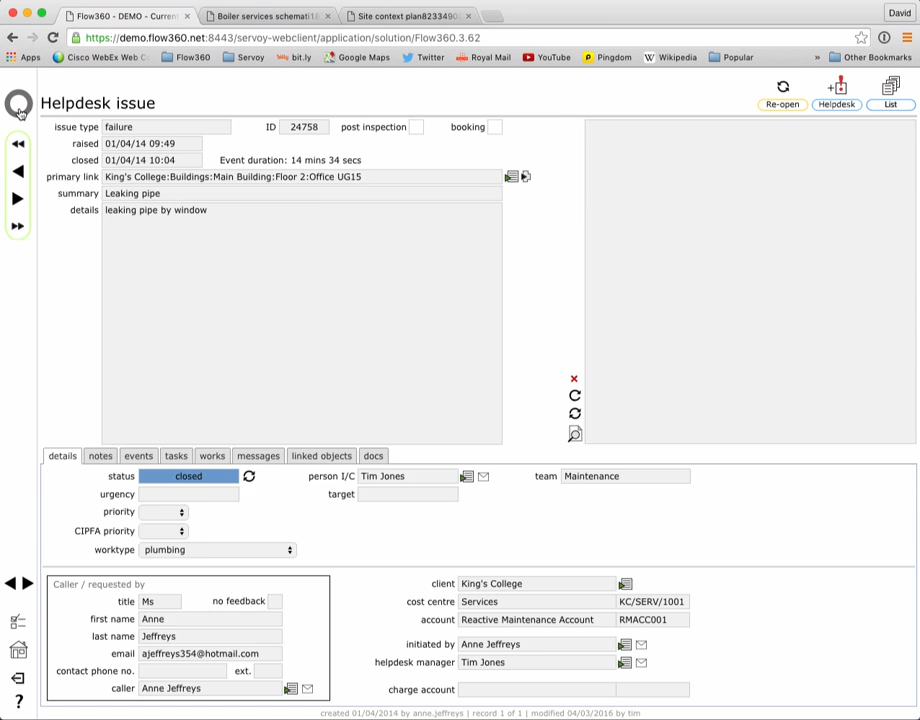 Flow360 - DEMO - Current
Boiler services schemati
Site context plan8233490
David
https://demo.flow360.net:8443/servoy-webclient/application/solution/Flow360.3.62
Apps Cisco WebEx Web C Flow360 Servoy bit.ly Google Maps Twitter Royal Mail YouTube Pingdom Wikipedia Popular » Other Bookmarks
Helpdesk issue
Re-open Helpdesk List
issue type failure ID 24758 post inspection booking
raised 01/04/14 09:49
closed 01/04/14 10:04 Event duration: 14 mins 34 secs
primary link King's College:Buildings:Main Building:Floor 2:Office UG15
summary Leaking pipe
details leaking pipe by window
details notes events tasks works messages linked objects docs
status closed person I/C Tim Jones team Maintenance
urgency target
priority
CIPFA priority
worktype plumbing
Caller / requested by
title Ms no feedback
first name Anne
last name Jeffreys
email ajeffreys354@hotmail.com
contact phone no. ext.
caller Anne Jeffreys
client King's College
cost centre Services KC/SERV/1001
account Reactive Maintenance Account RMACC001
initiated by Anne Jeffreys
helpdesk manager Tim Jones
charge account
?
created 01/04/2014 by anne.jeffreys | record 1 of 1 | modified 04/03/2016 by tim